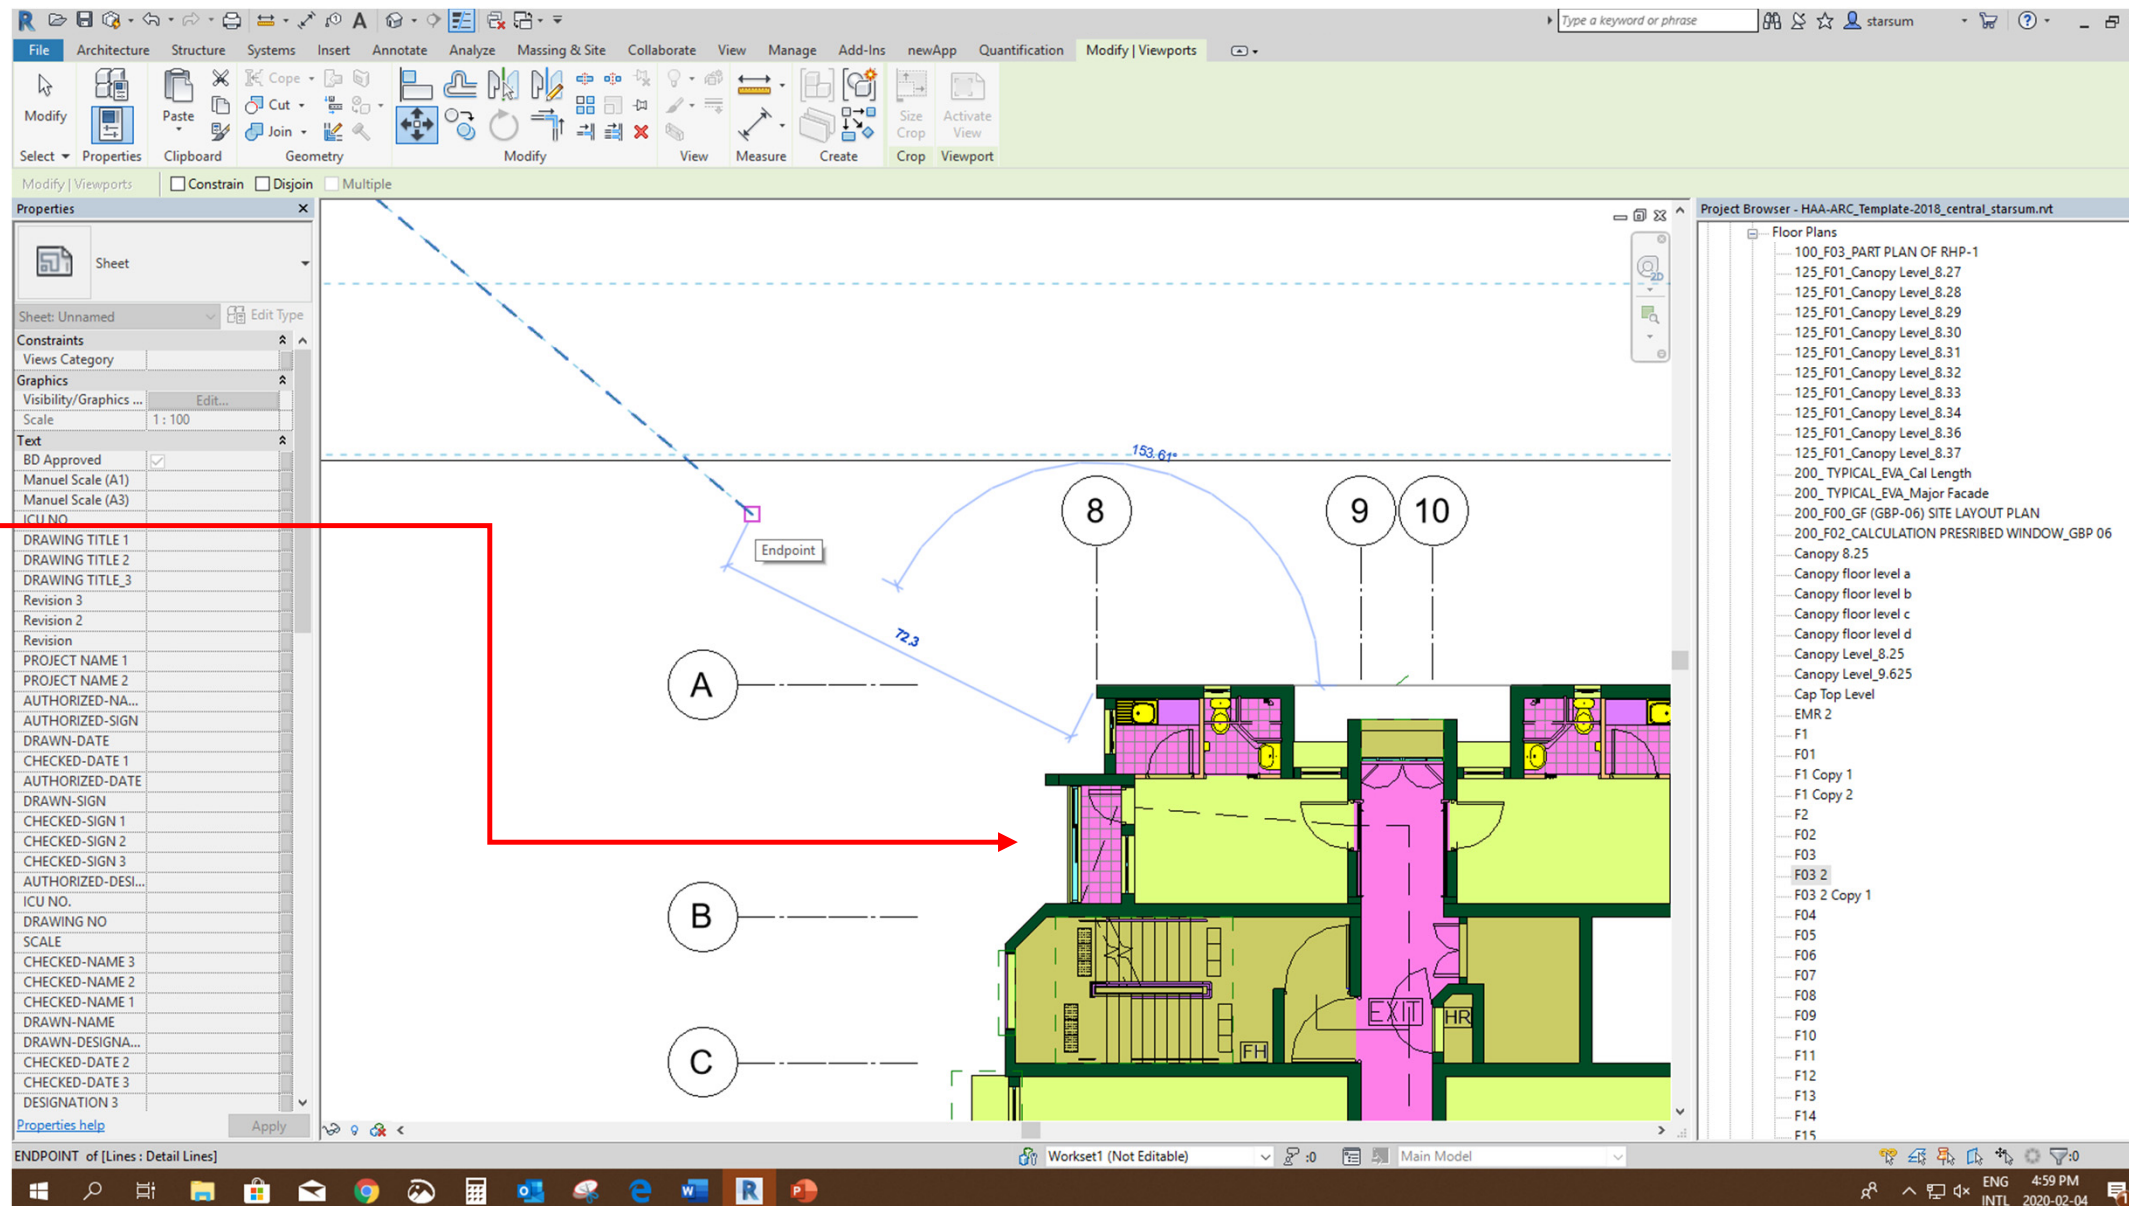 Type a keyword or phrase
starsum
File Architecture Structure Systems Insert Annotate Analyze Massing & Site Collaborate View Manage Add-Ins newApp Quantification Modify | Viewports
Modify
Paste
Cope
Cut
Join
Size Crop
Activate View
Select Properties Clipboard Geometry Modify View Measure Create Crop Viewport
Modify | Viewports Constrain Disjoin Multiple
Properties
Sheet
Sheet: Unnamed Edit Type
Constraints
Views Category
Graphics
Visibility/Graphics ... Edit...
Scale 1 : 100
Text
BD Approved
Manuel Scale (A1)
Manuel Scale (A3)
ICU NO
DRAWING TITLE 1
DRAWING TITLE 2
DRAWING TITLE_3
Revision 3
Revision 2
Revision
PROJECT NAME 1
PROJECT NAME 2
AUTHORIZED-NA...
AUTHORIZED-SIGN
DRAWN-DATE
CHECKED-DATE 1
AUTHORIZED-DATE
DRAWN-SIGN
CHECKED-SIGN 1
CHECKED-SIGN 2
CHECKED-SIGN 3
AUTHORIZED-DESI...
ICU NO.
DRAWING NO
SCALE
CHECKED-NAME 3
CHECKED-NAME 2
CHECKED-NAME 1
DRAWN-NAME
DRAWN-DESIGNA...
CHECKED-DATE 2
CHECKED-DATE 3
DESIGNATION 3
Properties help Apply
2D
153.61°
8 9 10
Endpoint
72.3
A
B
C
EXIT
HR
FH
Project Browser - HAA-ARC_Template-2018_central_starsum.rvt
Floor Plans
100_F03_PART PLAN OF RHP-1
125_F01_Canopy Level_8.27
125_F01_Canopy Level_8.28
125_F01_Canopy Level_8.29
125_F01_Canopy Level_8.30
125_F01_Canopy Level_8.31
125_F01_Canopy Level_8.32
125_F01_Canopy Level_8.33
125_F01_Canopy Level_8.34
125_F01_Canopy Level_8.36
125_F01_Canopy Level_8.37
200_ TYPICAL_EVA_Cal Length
200_ TYPICAL_EVA_Major Facade
200_F00_GF (GBP-06) SITE LAYOUT PLAN
200_F02_CALCULATION PRESRIBED WINDOW_GBP 06
Canopy 8.25
Canopy floor level a
Canopy floor level b
Canopy floor level c
Canopy floor level d
Canopy Level_8.25
Canopy Level_9.625
Cap Top Level
EMR 2
F1
F01
F1 Copy 1
F1 Copy 2
F2
F02
F03
F03 2
F03 2 Copy 1
F04
F05
F06
F07
F08
F09
F10
F11
F12
F13
F14
F15
ENDPOINT of [Lines : Detail Lines] Workset1 (Not Editable) :0 Main Model :0
ENG 4:59 PM
INTL 2020-02-04